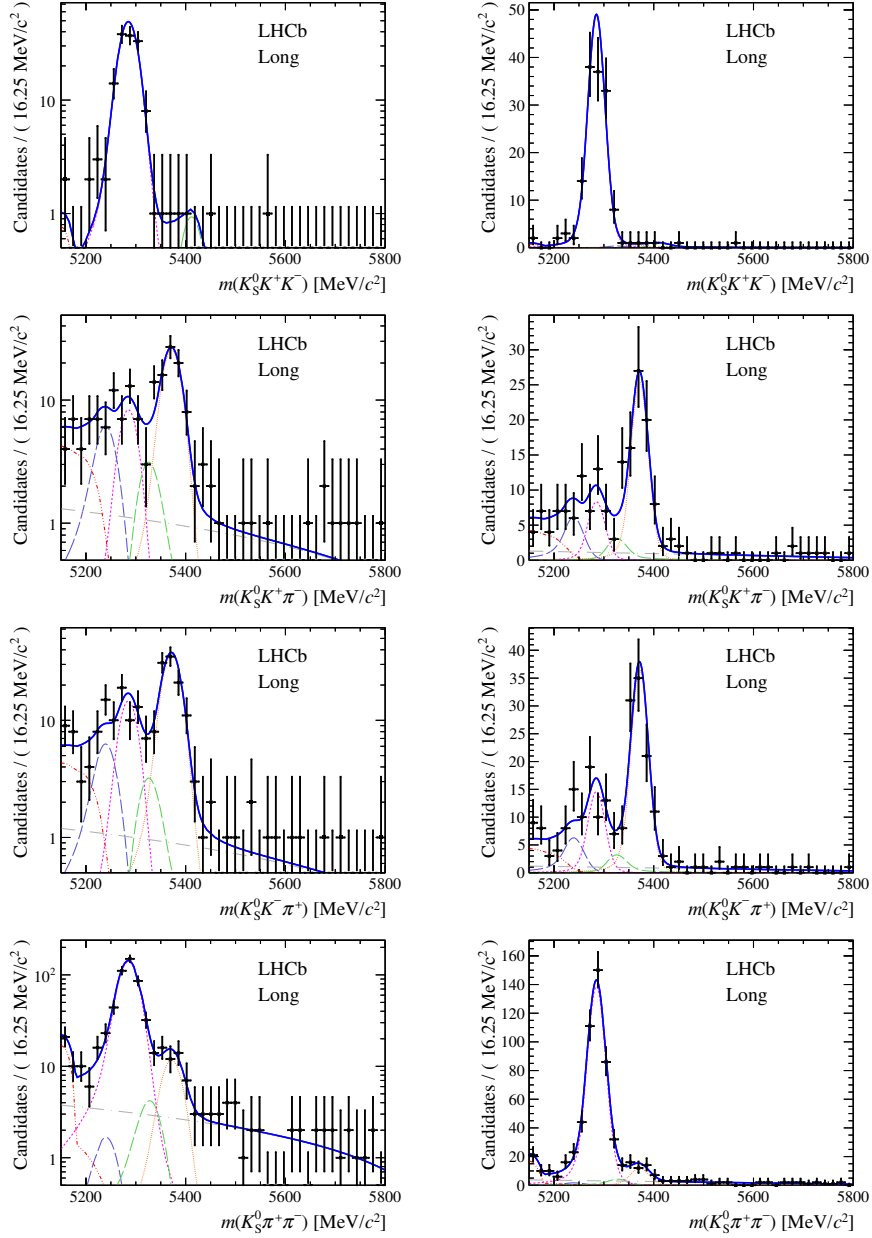 Candidates / ( 16.25 MeV/c² )
LHCb
Long
10
1
5200 5400 5600 5800
m(K⁰_S K⁺K⁻) [MeV/c²]
Candidates / ( 16.25 MeV/c² )
LHCb
Long
50
40
30
20
10
0
5200 5400 5600 5800
m(K⁰_S K⁺K⁻) [MeV/c²]
Candidates / ( 16.25 MeV/c² )
LHCb
Long
10
1
5200 5400 5600 5800
m(K⁰_S K⁺π⁻) [MeV/c²]
Candidates / ( 16.25 MeV/c² )
LHCb
Long
35
30
25
20
15
10
5
0
5200 5400 5600 5800
m(K⁰_S K⁺π⁻) [MeV/c²]
Candidates / ( 16.25 MeV/c² )
LHCb
Long
10
1
5200 5400 5600 5800
m(K⁰_S K⁻π⁺) [MeV/c²]
Candidates / ( 16.25 MeV/c² )
LHCb
Long
40
35
30
25
20
15
10
5
0
5200 5400 5600 5800
m(K⁰_S K⁻π⁺) [MeV/c²]
Candidates / ( 16.25 MeV/c² )
LHCb
Long
10²
10
1
5200 5400 5600 5800
m(K⁰_S π⁺π⁻) [MeV/c²]
Candidates / ( 16.25 MeV/c² )
LHCb
Long
160
140
120
100
80
60
40
20
0
5200 5400 5600 5800
m(K⁰_S π⁺π⁻) [MeV/c²]